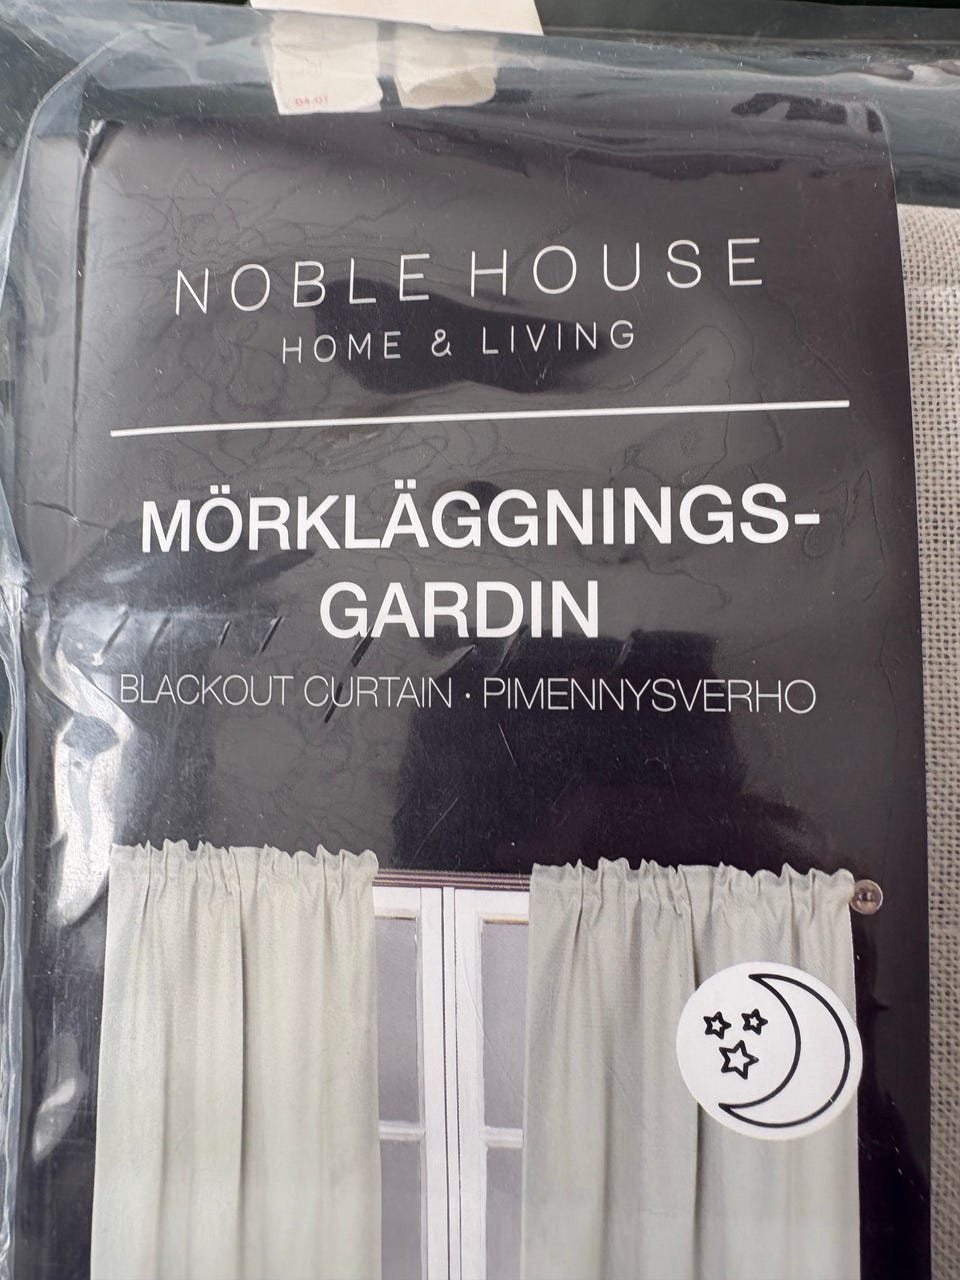 NOBLE HOUSE
HOME & LIVING
MÖRKLÄGGNINGS-
GARDIN
BLACKOUT CURTAIN · PIMENNYSVERHO